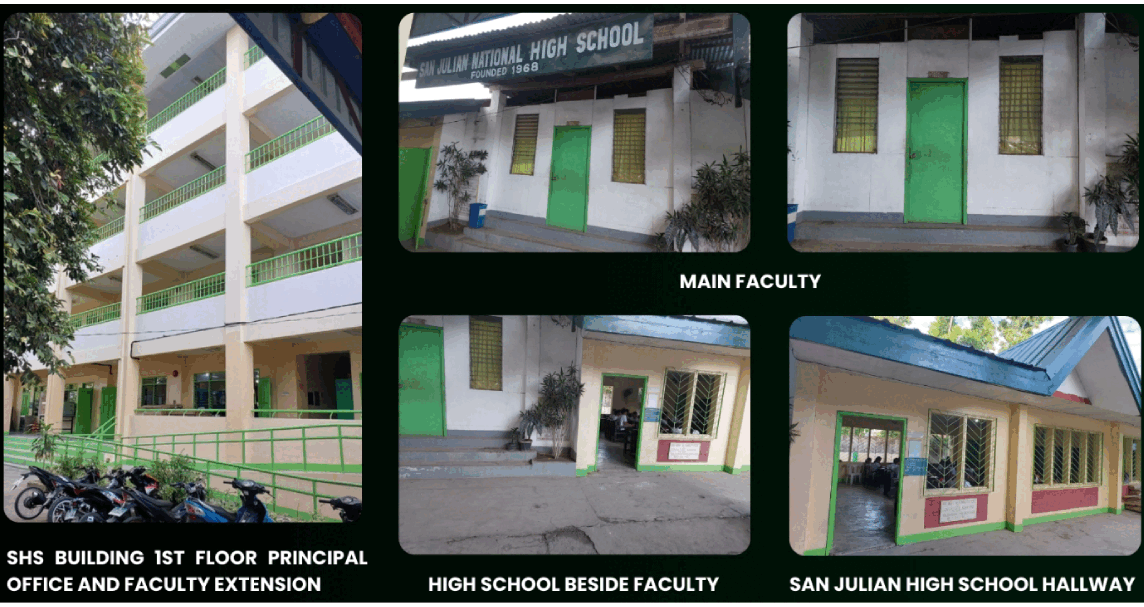 SAN JULIAN NATIONAL HIGH SCHOOL
FOUNDED 1968
MAIN FACULTY
SHS BUILDING 1ST FLOOR PRINCIPAL
OFFICE AND FACULTY EXTENSION
HIGH SCHOOL BESIDE FACULTY
SAN JULIAN HIGH SCHOOL HALLWAY